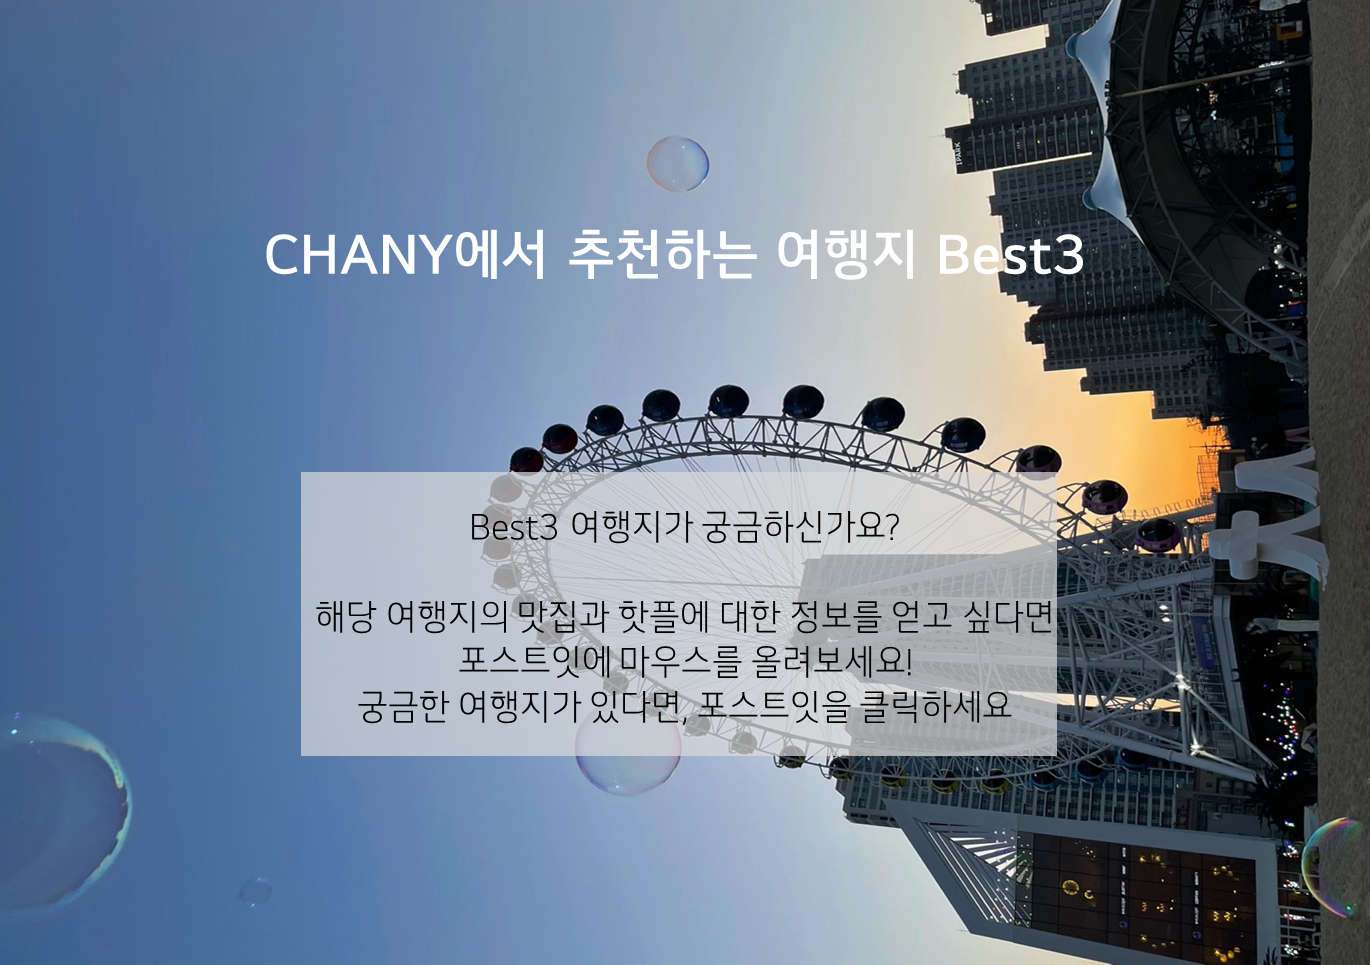 IPARK
CHANY에서 추천하는 여행지 Best3
Best3 여행지가 궁금하신가요?
해당 여행지의 맛집과 핫플에 대한 정보를 얻고 싶다면
포스트잇에 마우스를 올려보세요!
궁금한 여행지가 있다면, 포스트잇을 클릭하세요